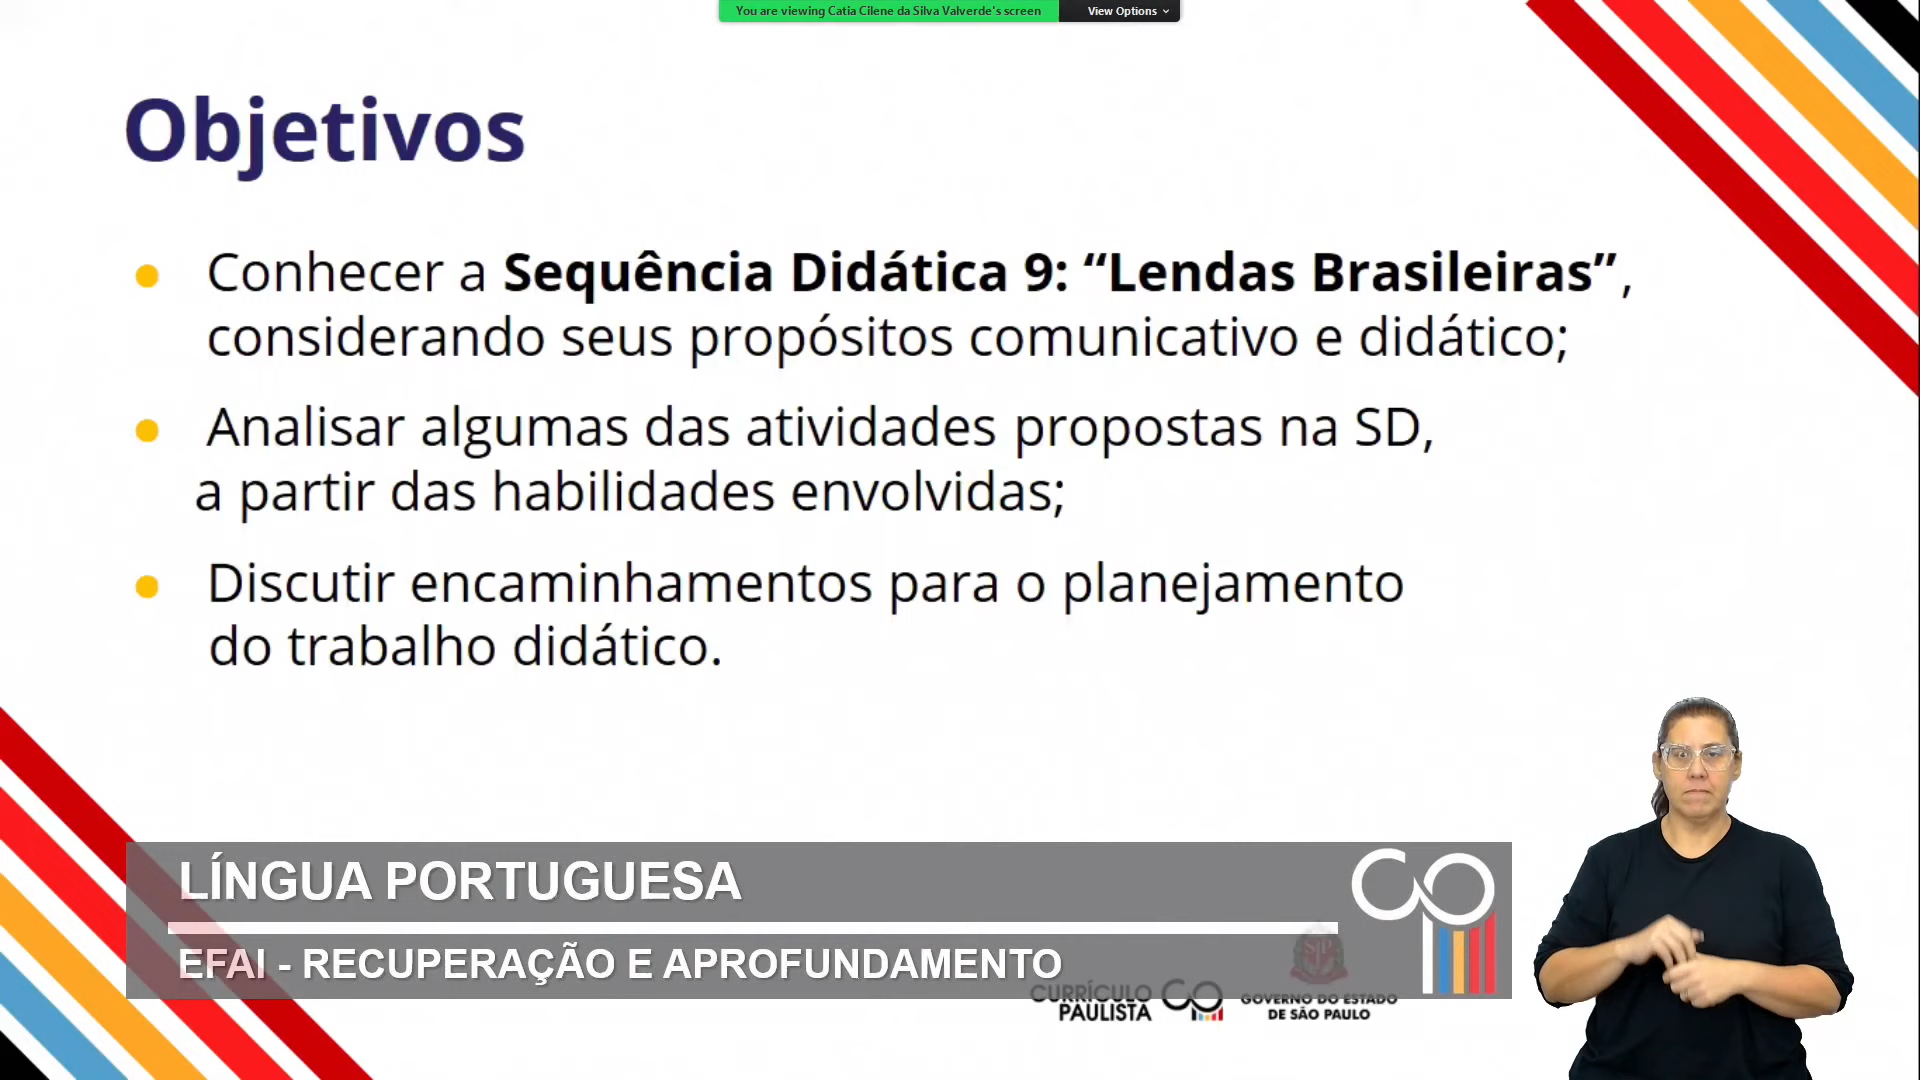 You are viewing Catia Cilene da Silva Valverde's screen
View Options
Objetivos
Conhecer a Sequência Didática 9: “Lendas Brasileiras”,
considerando seus propósitos comunicativo e didático;
Analisar algumas das atividades propostas na SD,
a partir das habilidades envolvidas;
Discutir encaminhamentos para o planejamento
do trabalho didático.
LÍNGUA PORTUGUESA
EFAI - RECUPERAÇÃO E APROFUNDAMENTO
CURRÍCULO
PAULISTA
GOVERNO DO ESTADO
DE SÃO PAULO